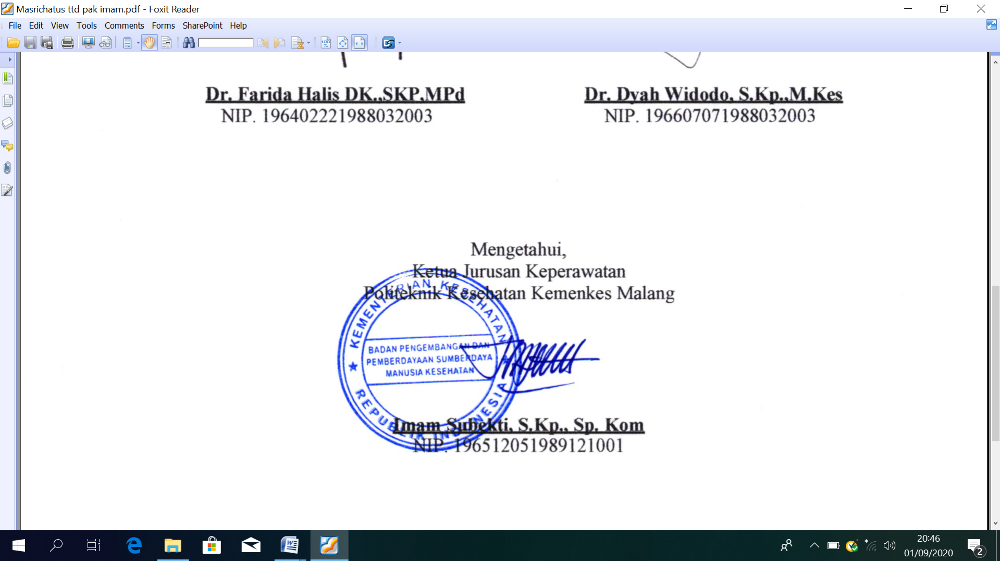 Masrichatus ttd pak imam.pdf - Foxit Reader
File Edit View Tools Comments Forms SharePoint Help
Dr. Farida Halis DK.,SKP,MPd
NIP. 196402221988032003
Dr. Dyah Widodo, S.Kp.,M.Kes
NIP. 196607071988032003
Mengetahui,
Ketua Jurusan Keperawatan
Politeknik Kesehatan Kemenkes Malang
KEMENTERIAN KESEHATAN
BADAN PENGEMBANGAN DAN
PEMBERDAYAAN SUMBERDAYA
MANUSIA KESEHATAN
REPUBLIK INDONESIA
Imam Subekti, S.Kp., Sp. Kom
NIP. 196512051989121001
20:46
01/09/2020
2